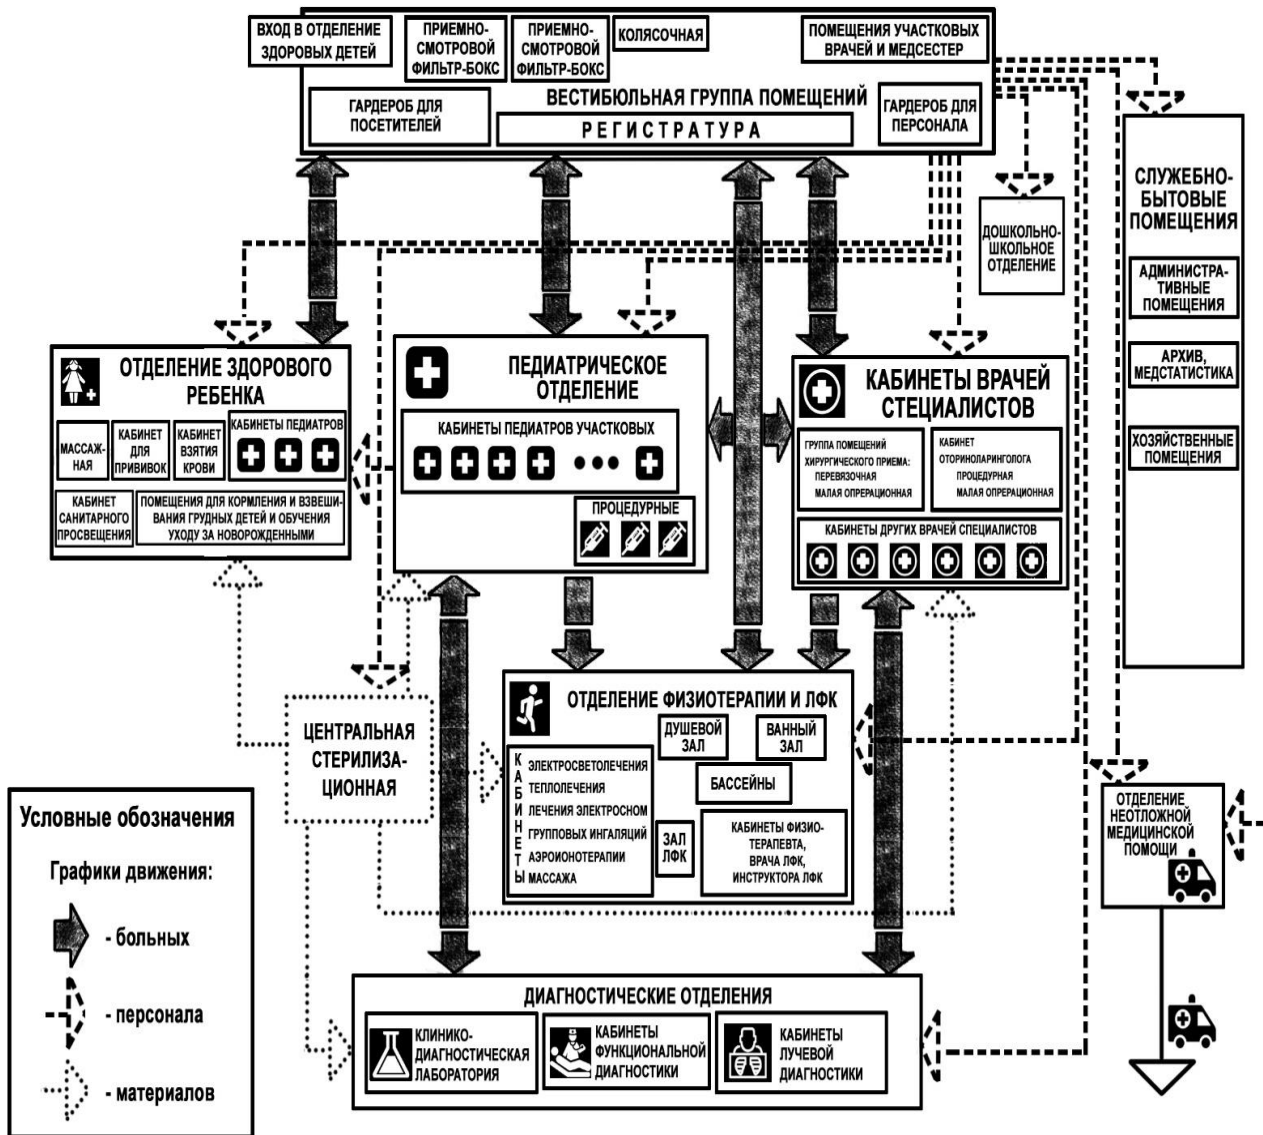 ВХОД В ОТДЕЛЕНИЕ
ЗДОРОВЫХ ДЕТЕЙ
ПРИЕМНО-
СМОТРОВОЙ
ФИЛЬТР-БОКС
ПРИЕМНО-
СМОТРОВОЙ
ФИЛЬТР-БОКС
КОЛЯСОЧНАЯ
ПОМЕЩЕНИЯ УЧАСТКОВЫХ
ВРАЧЕЙ И МЕДСЕСТЕР
ВЕСТИБЮЛЬНАЯ ГРУППА ПОМЕЩЕНИЙ
ГАРДЕРОБ ДЛЯ
ПОСЕТИТЕЛЕЙ
РЕГИСТРАТУРА
ГАРДЕРОБ ДЛЯ
ПЕРСОНАЛА
ДОШКОЛЬНО-
ШКОЛЬНОЕ
ОТДЕЛЕНИЕ
СЛУЖЕБНО-
БЫТОВЫЕ
ПОМЕЩЕНИЯ
АДМИНИСТРА-
ТИВНЫЕ
ПОМЕЩЕНИЯ
АРХИВ,
МЕДСТАТИСТИКА
ХОЗЯЙСТВЕННЫЕ
ПОМЕЩЕНИЯ
ОТДЕЛЕНИЕ ЗДОРОВОГО
РЕБЕНКА
МАССАЖ-
НАЯ
КАБИНЕТ
ДЛЯ
ПРИВИВОК
КАБИНЕТ
ВЗЯТИЯ
КРОВИ
КАБИНЕТЫ ПЕДИАТРОВ
КАБИНЕТ
САНИТАРНОГО
ПРОСВЕЩЕНИЯ
ПОМЕЩЕНИЯ ДЛЯ КОРМЛЕНИЯ И ВЗВЕШИ-
ВАНИЯ ГРУДНЫХ ДЕТЕЙ И ОБУЧЕНИЯ
УХОДУ ЗА НОВОРОЖДЕННЫМИ
ПЕДИАТРИЧЕСКОЕ
ОТДЕЛЕНИЕ
КАБИНЕТЫ ПЕДИАТРОВ УЧАСТКОВЫХ
ПРОЦЕДУРНЫЕ
КАБИНЕТЫ ВРАЧЕЙ
СПЕЦИАЛИСТОВ
ГРУППА ПОМЕЩЕНИЙ
ХИРУРГИЧЕСКОГО ПРИЕМА:
ПЕРЕВЯЗОЧНАЯ
МАЛАЯ ОПРЕРАЦИОННАЯ
КАБИНЕТ
ОТОРИНОЛАРИНГОЛОГА
ПРОЦЕДУРНАЯ
МАЛАЯ ОПРЕРАЦИОННАЯ
КАБИНЕТЫ ДРУГИХ ВРАЧЕЙ СПЕЦИАЛИСТОВ
ЦЕНТРАЛЬНАЯ
СТЕРИЛИЗА-
ЦИОННАЯ
ОТДЕЛЕНИЕ ФИЗИОТЕРАПИИ И ЛФК
ДУШЕВОЙ
ЗАЛ
ВАННЫЙ
ЗАЛ
БАССЕЙНЫ
КАБИНЕТЫ
ЭЛЕКТРОСВЕТОЛЕЧЕНИЯ
ТЕПЛОЛЕЧЕНИЯ
ЛЕЧЕНИЯ ЭЛЕКТРОСНОМ
ГРУППОВЫХ ИНГАЛЯЦИЙ
АЭРОИОНОТЕРАПИИ
МАССАЖА
ЗАЛ
ЛФК
КАБИНЕТЫ ФИЗИО-
ТЕРАПЕВТА,
ВРАЧА ЛФК,
ИНСТРУКТОРА ЛФК
ОТДЕЛЕНИЕ
НЕОТЛОЖНОЙ
МЕДИЦИНСКОЙ
ПОМОЩИ
ДИАГНОСТИЧЕСКИЕ ОТДЕЛЕНИЯ
КЛИНИКО-
ДИАГНОСТИЧЕСКАЯ
ЛАБОРАТОРИЯ
КАБИНЕТЫ
ФУНКЦИОНАЛЬНОЙ
ДИАГНОСТИКИ
КАБИНЕТЫ
ЛУЧЕВОЙ
ДИАГНОСТИКИ
Условные обозначения
Графики движения:
- больных
- персонала
- материалов